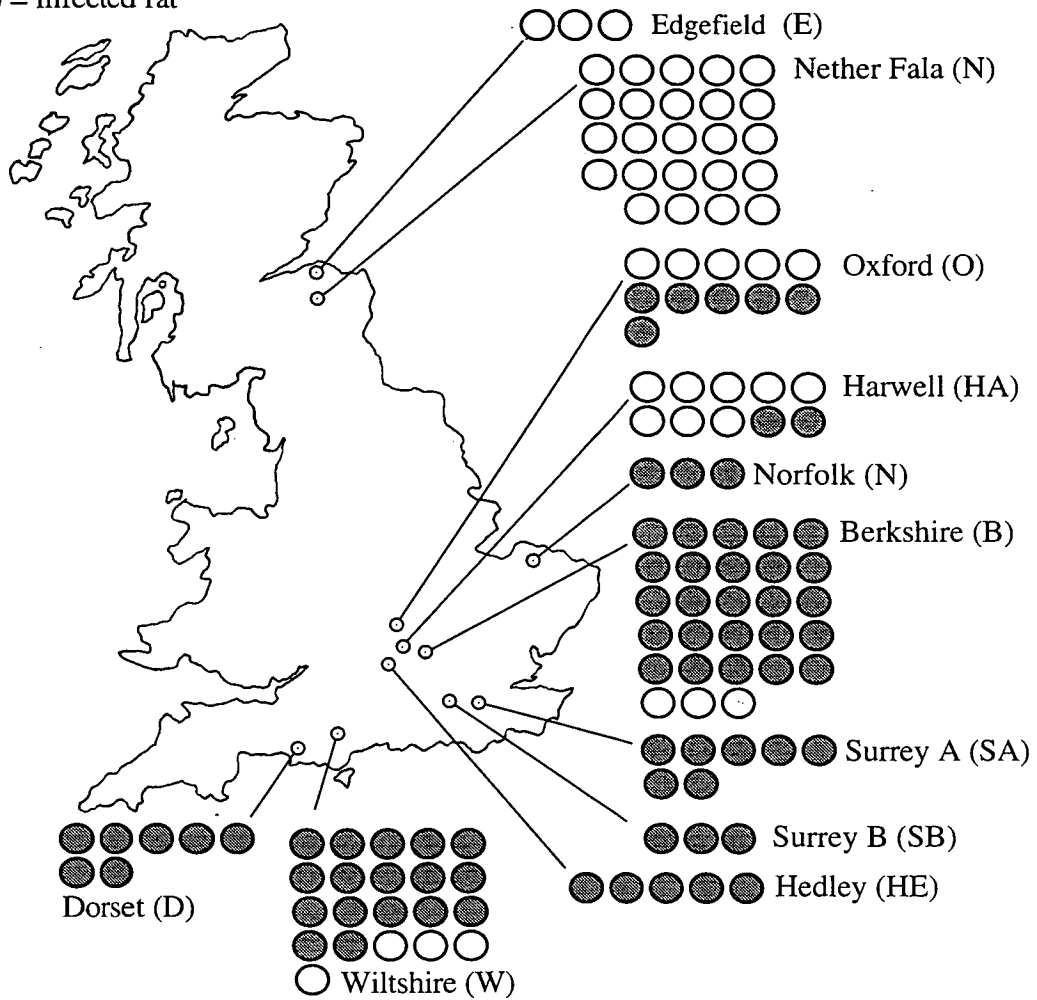 = infected rat
Edgefield (E)
Nether Fala (N)
Oxford (O)
Harwell (HA)
Norfolk (N)
Berkshire (B)
Surrey A (SA)
Surrey B (SB)
Hedley (HE)
Dorset (D)
Wiltshire (W)